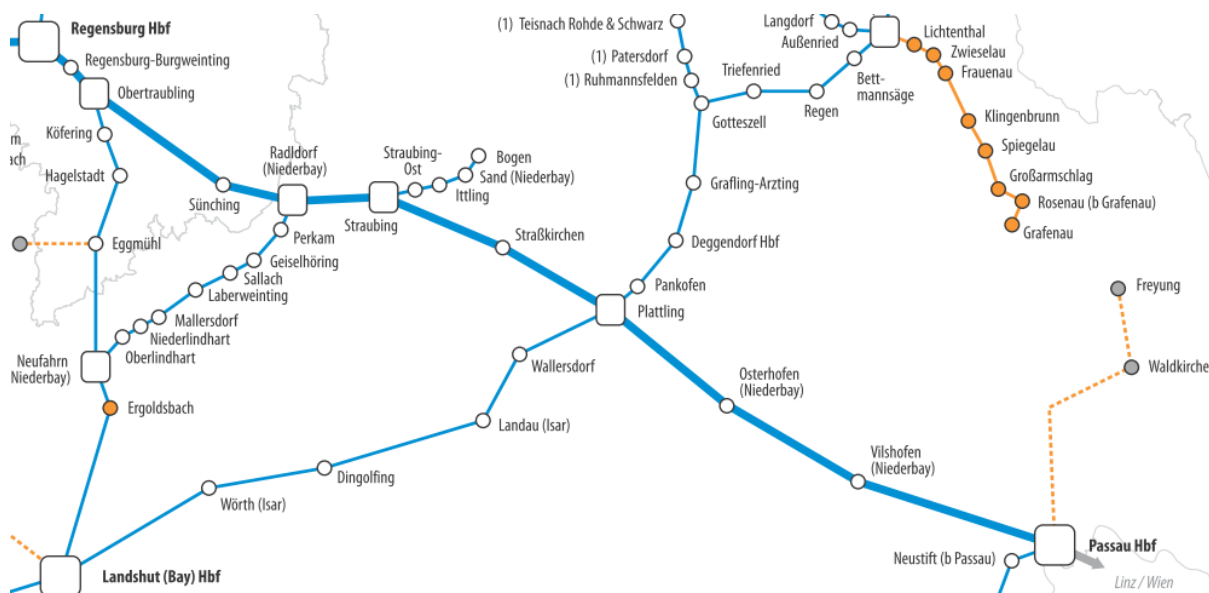 Regensburg Hbf
Regensburg-Burgweinting
Obertraubling
Köfering
Hagelstadt
Eggmühl
Neufahrn
Niederbay)
Ergoldsbach
Landshut (Bay) Hbf
Sünching
Radldorf
(Niederbay)
Perkam
Geiselhöring
Sallach
Laberweinting
Mallersdorf
Niederlindhart
Oberlindhart
Straubing
Straubing-
Ost
Ittling
Sand (Niederbay)
Bogen
Straßkirchen
Plattling
Pankofen
Deggendorf Hbf
Grafling-Arzting
Gotteszell
(1) Ruhmannsfelden
(1) Patersdorf
(1) Teisnach Rohde & Schwarz
Triefenried
Regen
Bett-
mannsäge
Außenried
Langdorf
Lichtenthal
Zwieselau
Frauenau
Klingenbrunn
Spiegelau
Großarmschlag
Rosenau (b Grafenau)
Grafenau
Wallersdorf
Landau (Isar)
Dingolfing
Wörth (Isar)
Osterhofen
(Niederbay)
Vilshofen
(Niederbay)
Passau Hbf
Neustift (b Passau)
Linz / Wien
Freyung
Waldkirche